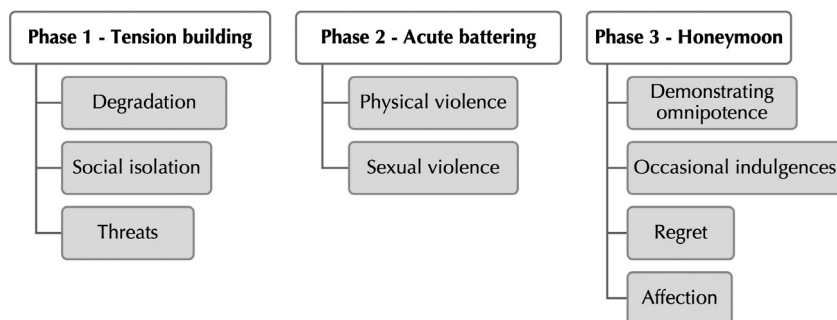 Phase 1 - Tension building
Degradation
Social isolation
Threats
Phase 2 - Acute battering
Physical violence
Sexual violence
Phase 3 - Honeymoon
Demonstrating
omnipotence
Occasional indulgences
Regret
Affection